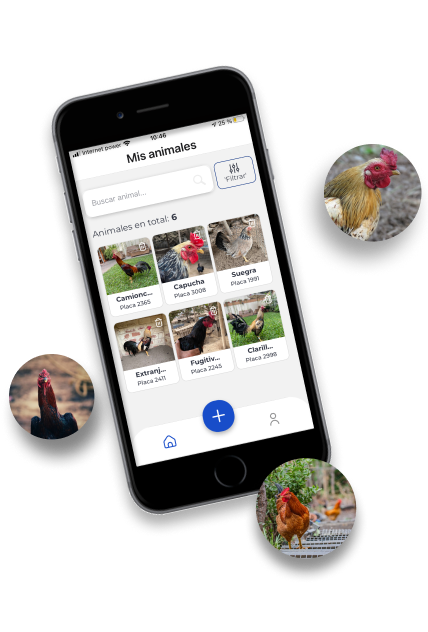 Internet power 10:46 25 %
Mis animales
Buscar animal...
"Filtrar"
Animales en total: 6
Camionc...
Placa 2365
Capucha
Placa 3008
Suegra
Placa 1991
Extranj...
Placa 2411
Fugitiv...
Placa 2245
Clarill...
Placa 2998